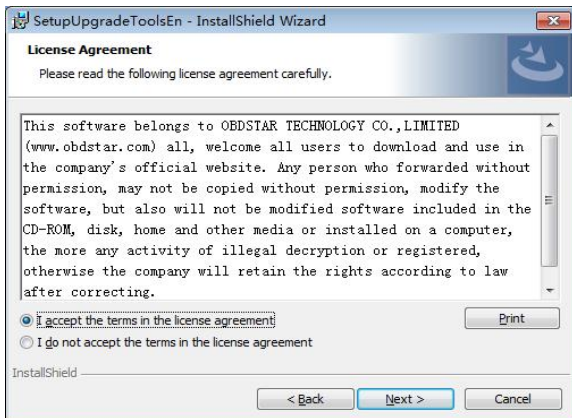 SetupUpgradeToolsEn - InstallShield Wizard
License Agreement
Please read the following license agreement carefully.
This software belongs to OBDSTAR TECHNOLOGY CO.,LIMITED
(www.obdstar.com) all, welcome all users to download and use in
the company's official website. Any person who forwarded without
permission, may not be copied without permission, modify the
software, but also will not be modified software included in the
CD-ROM, disk, home and other media or installed on a computer,
the more any activity of illegal decryption or registered,
otherwise the company will retain the rights according to law
after correcting.
I accept the terms in the license agreement
Print
I do not accept the terms in the license agreement
InstallShield
< Back
Next >
Cancel